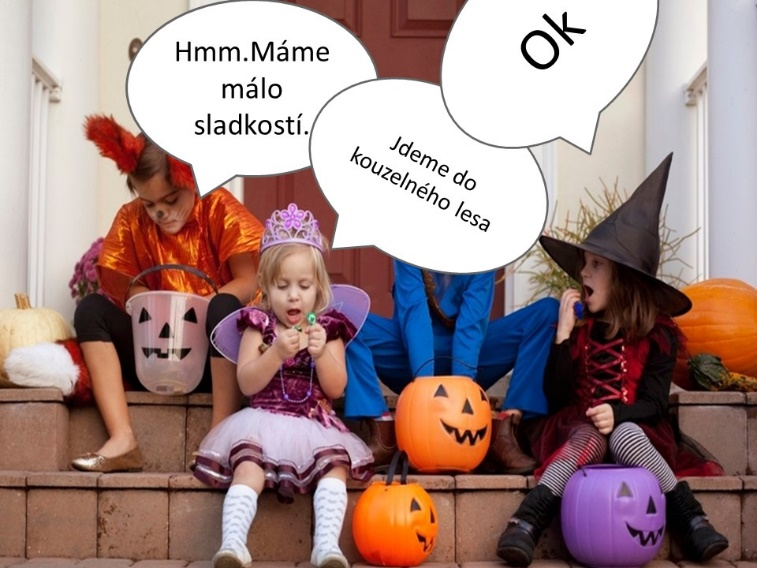 Hmm.Máme
málo
sladkostí.
Jdeme do
kouzelného lesa
Ok